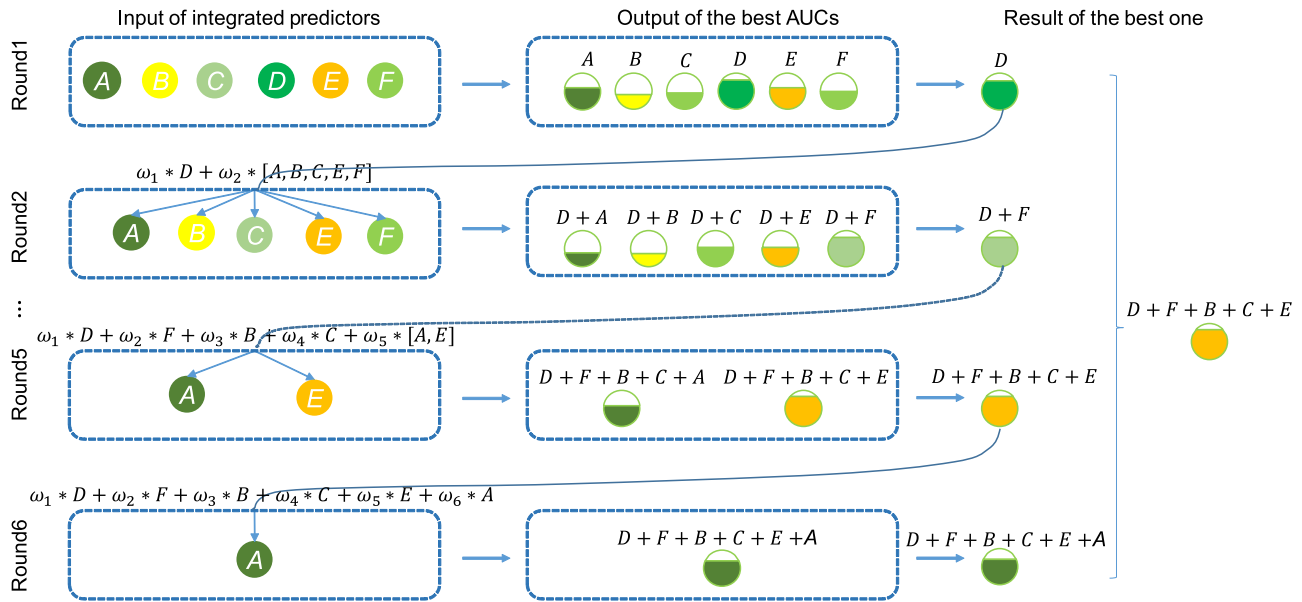 Input of integrated predictors
Output of the best AUCs
Result of the best one
Round1
A B C D E F
A B C D E F
D
ω₁ * D + ω₂ * [A, B, C, E, F]
Round2
A B C E F
D + A D + B D + C D + E D + F
D + F
...
D + F + B + C + E
ω₁ * D + ω₂ * F + ω₃ * B + ω₄ * C + ω₅ * [A, E]
Round5
A E
D + F + B + C + A D + F + B + C + E
D + F + B + C + E
ω₁ * D + ω₂ * F + ω₃ * B + ω₄ * C + ω₅ * E + ω₆ * A
Round6
A
D + F + B + C + E +A
D + F + B + C + E +A